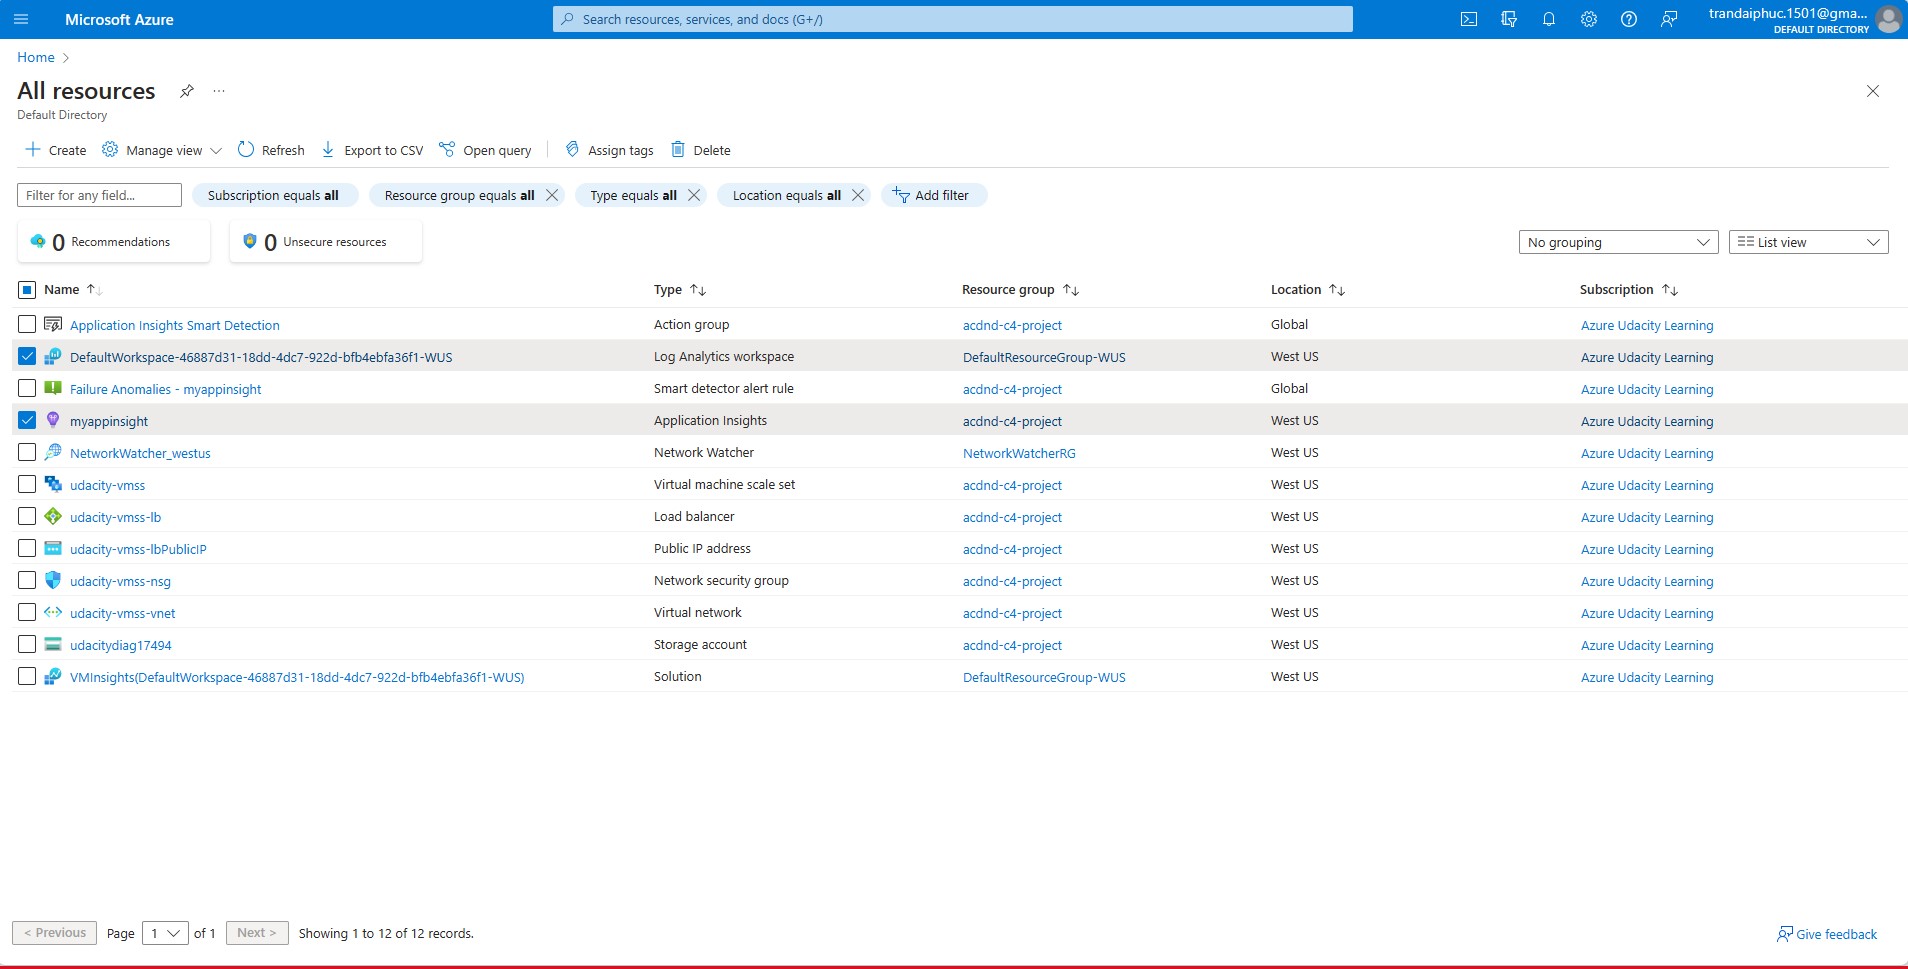 Microsoft Azure
Search resources, services, and docs (G+/)
trandaiphuc.1501@gma...
DEFAULT DIRECTORY
Home >
All resources
...
Default Directory
Create Manage view Refresh Export to CSV Open query Assign tags Delete
Filter for any field... Subscription equals all Resource group equals all Type equals all Location equals all Add filter
0 Recommendations 0 Unsecure resources No grouping List view
Name Type Resource group Location Subscription
Application Insights Smart Detection Action group acdnd-c4-project Global Azure Udacity Learning
DefaultWorkspace-46887d31-18dd-4dc7-922d-bfb4ebfa36f1-WUS Log Analytics workspace DefaultResourceGroup-WUS West US Azure Udacity Learning
Failure Anomalies - myappinsight Smart detector alert rule acdnd-c4-project Global Azure Udacity Learning
myappinsight Application Insights acdnd-c4-project West US Azure Udacity Learning
NetworkWatcher_westus Network Watcher NetworkWatcherRG West US Azure Udacity Learning
udacity-vmss Virtual machine scale set acdnd-c4-project West US Azure Udacity Learning
udacity-vmss-lb Load balancer acdnd-c4-project West US Azure Udacity Learning
udacity-vmss-lbPublicIP Public IP address acdnd-c4-project West US Azure Udacity Learning
udacity-vmss-nsg Network security group acdnd-c4-project West US Azure Udacity Learning
udacity-vmss-vnet Virtual network acdnd-c4-project West US Azure Udacity Learning
udacitydiag17494 Storage account acdnd-c4-project West US Azure Udacity Learning
VMInsights(DefaultWorkspace-46887d31-18dd-4dc7-922d-bfb4ebfa36f1-WUS) Solution DefaultResourceGroup-WUS West US Azure Udacity Learning
< Previous Page 1 of 1 Next > Showing 1 to 12 of 12 records. Give feedback